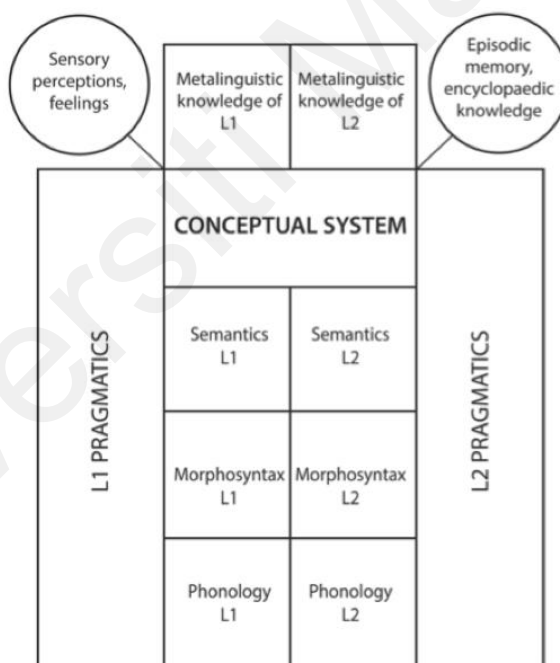 Sensory
perceptions,
feelings
Metalinguistic
knowledge of
L1
Metalinguistic
knowledge of
L2
Episodic
memory,
encyclopaedic
knowledge
CONCEPTUAL SYSTEM
L1 PRAGMATICS
Semantics
L1
Semantics
L2
L2 PRAGMATICS
Morphosyntax
L1
Morphosyntax
L2
Phonology
L1
Phonology
L2